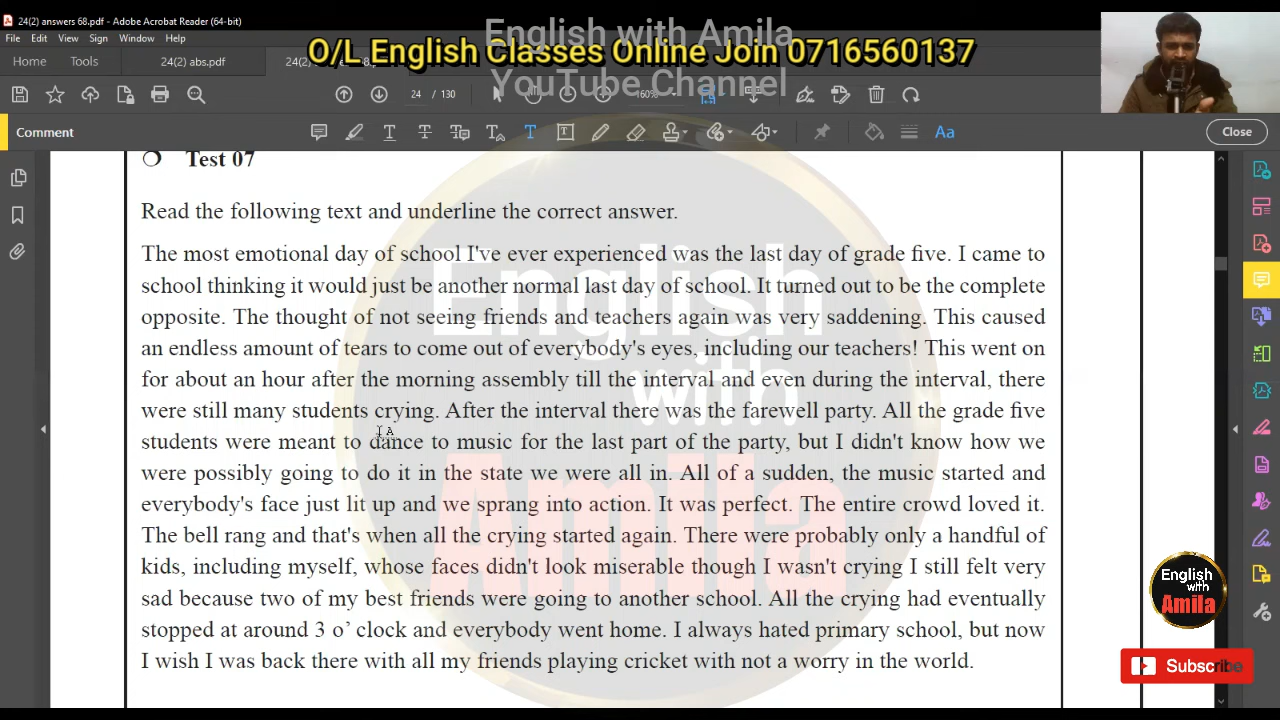 24(2) answers 68.pdf - Adobe Acrobat Reader (64-bit)
File Edit View Sign Window Help
English with Amila
O/L English Classes Online Join 0716560137
YouTube Channel
Home Tools 24(2) abs.pdf
24 / 130
Comment
Aa
Close
Test 07
Read the following text and underline the correct answer.
The most emotional day of school I've ever experienced was the last day of grade five. I came to
school thinking it would just be another normal last day of school. It turned out to be the complete
opposite. The thought of not seeing friends and teachers again was very saddening. This caused
an endless amount of tears to come out of everybody's eyes, including our teachers! This went on
for about an hour after the morning assembly till the interval and even during the interval, there
were still many students crying. After the interval there was the farewell party. All the grade five
students were meant to dance to music for the last part of the party, but I didn't know how we
were possibly going to do it in the state we were all in. All of a sudden, the music started and
everybody's face just lit up and we sprang into action. It was perfect. The entire crowd loved it.
The bell rang and that's when all the crying started again. There were probably only a handful of
kids, including myself, whose faces didn't look miserable though I wasn't crying I still felt very
sad because two of my best friends were going to another school. All the crying had eventually
stopped at around 3 o’ clock and everybody went home. I always hated primary school, but now
I wish I was back there with all my friends playing cricket with not a worry in the world.
English
with
Amila
English
with
Amila
Subscribe